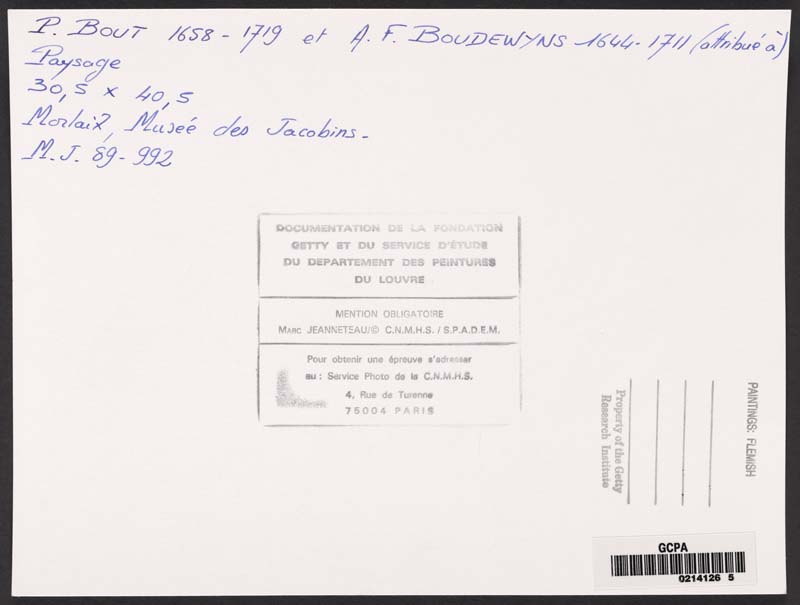 P. BOUT 1658 - 1719 et A. F. BOUDEWYNS 1644-1711 (attribué à)
Paysage
30,5 x 40,5
Morlaix, Musée des Jacobins.
M.J. 89-992
DOCUMENTATION DE LA FONDATION
GETTY ET DU SERVICE D'ÉTUDE
DU DEPARTEMENT DES PEINTURES
DU LOUVRE
MENTION OBLIGATOIRE
MARC JEANNETEAU/© C.N.M.H.S. / S.P.A.D.E.M.
Pour obtenir une épreuve s'adresser
au : Service Photo de la C.N.M.H.S.
4, Rue de Turenne
75004 PARIS
PAINTINGS: FLEMISH
Property of the Getty
Research Institute
GCPA
0214126 5